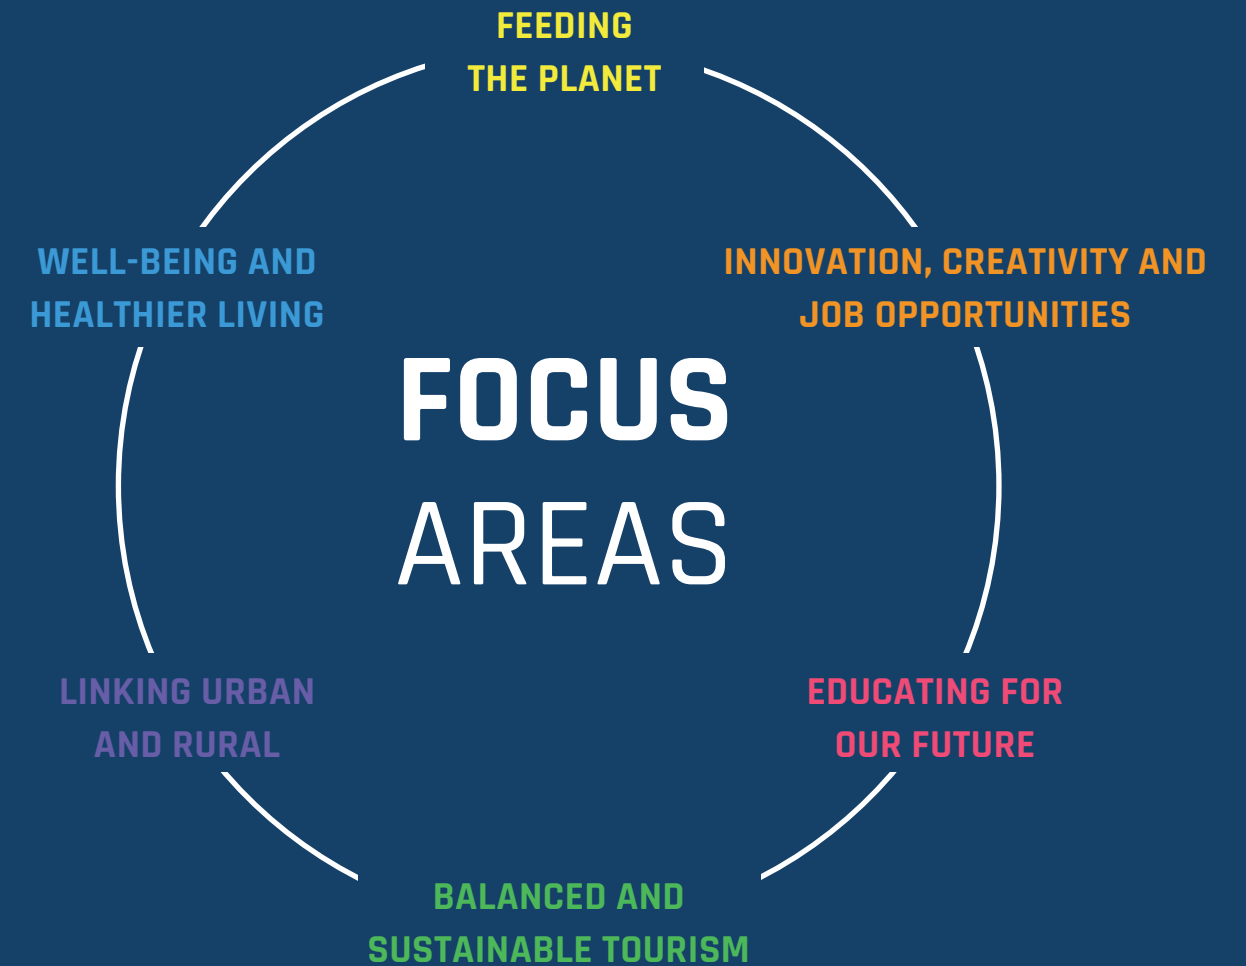 FEEDING
THE PLANET
WELL-BEING AND
HEALTHIER LIVING
INNOVATION, CREATIVITY AND
JOB OPPORTUNITIES
FOCUS
AREAS
LINKING URBAN
AND RURAL
EDUCATING FOR
OUR FUTURE
BALANCED AND
SUSTAINABLE TOURISM